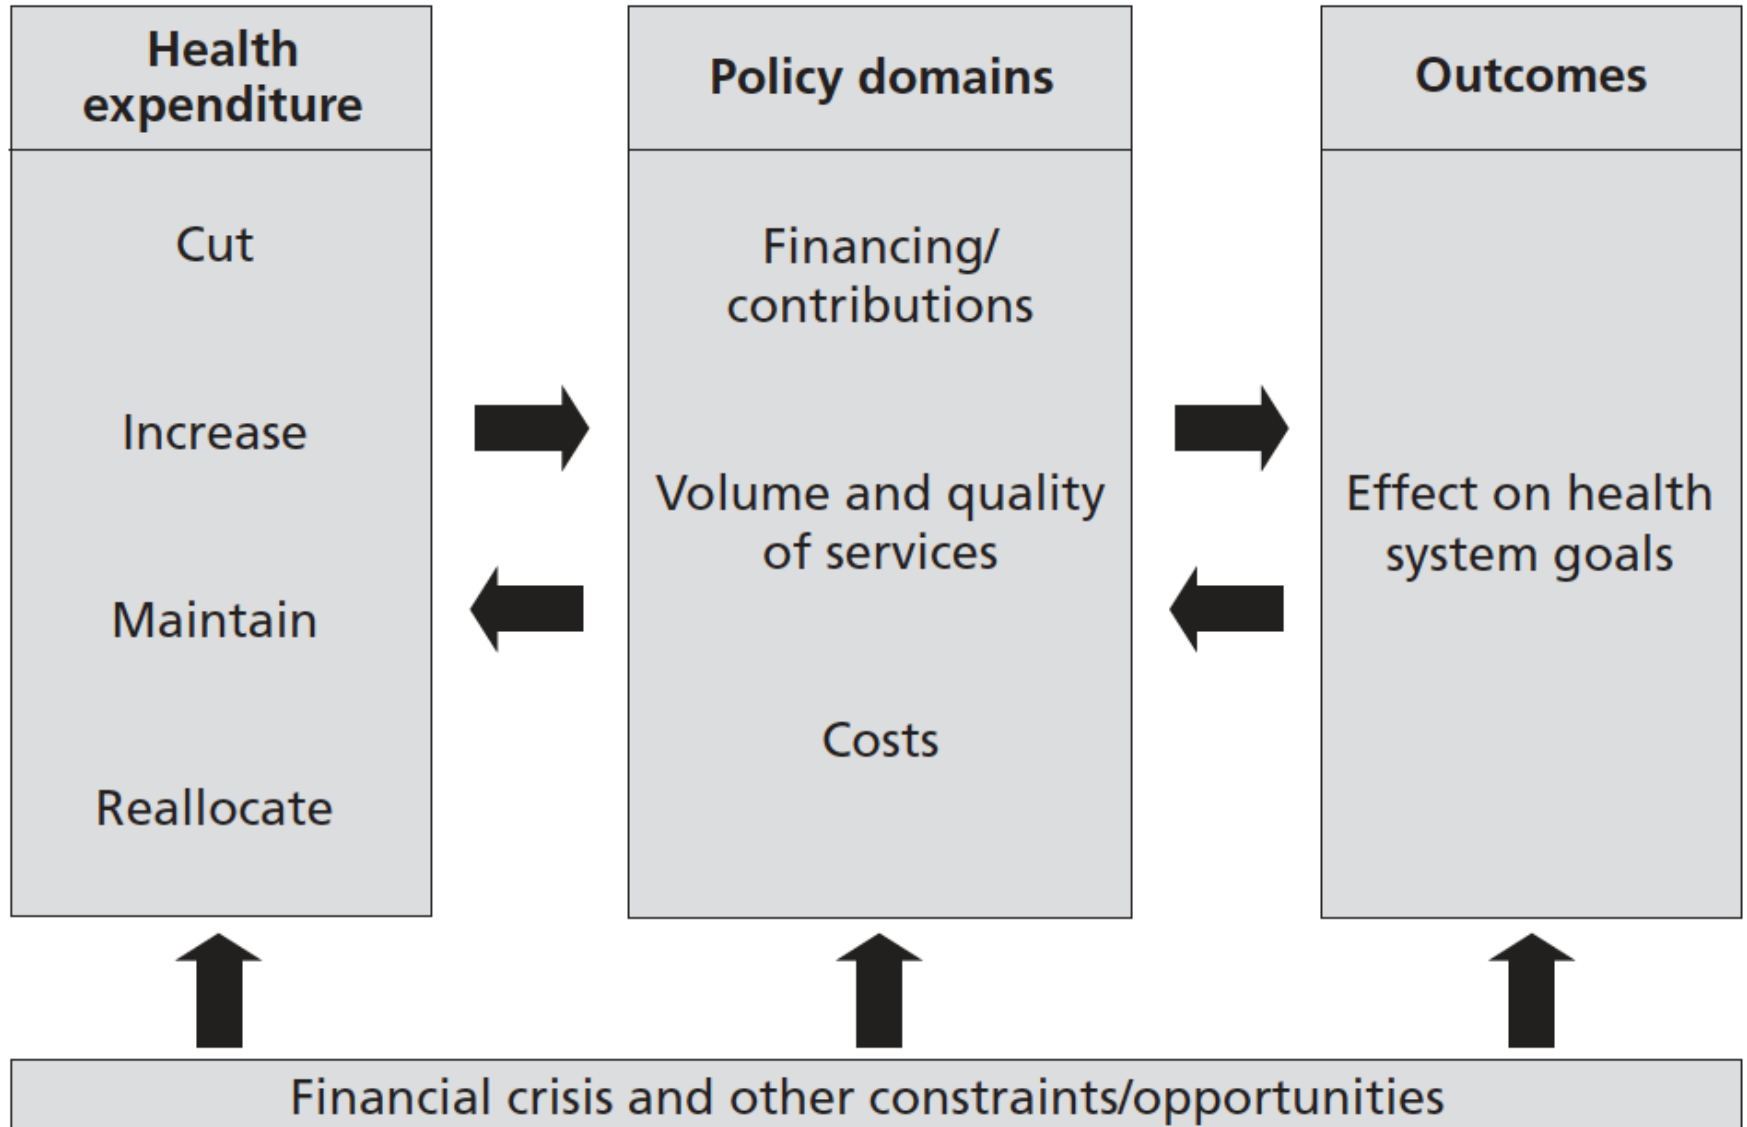 Health
expenditure
Cut
Increase
Maintain
Reallocate
Policy domains
Financing/
contributions
Volume and quality
of services
Costs
Outcomes
Effect on health
system goals
Financial crisis and other constraints/opportunities